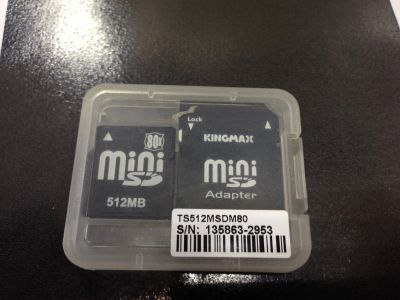 80X
mini
SD
512MB
Lock
KINGMAX
mini
SD
Adapter
TS512MSDM80
S/N: 135863-2953